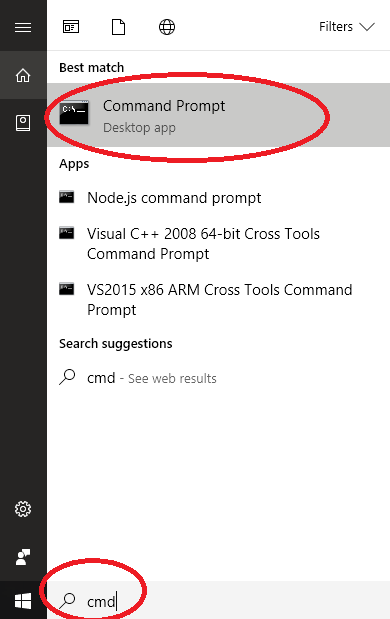 Filters
Best match
Command Prompt
Desktop app
Apps
Node.js command prompt
Visual C++ 2008 64-bit Cross Tools
Command Prompt
VS2015 x86 ARM Cross Tools Command
Prompt
Search suggestions
cmd - See web results
cmd